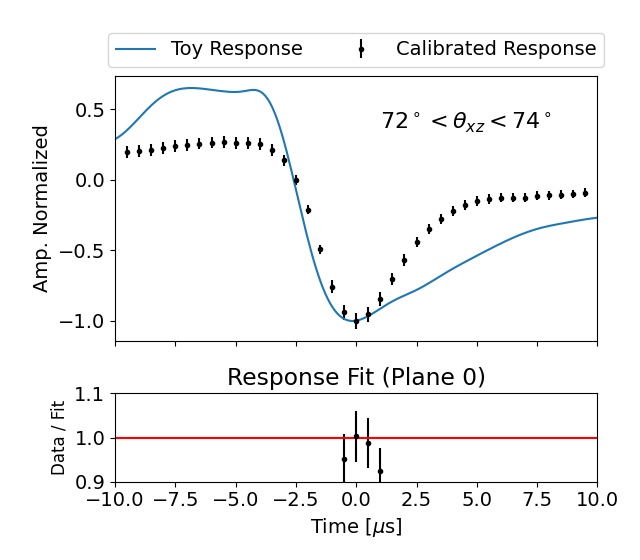 Toy Response Calibrated Response
72° < θxz < 74°
Amp. Normalized
0.5
0.0
−0.5
−1.0
Response Fit (Plane 0)
Data / Fit
1.1
1.0
0.9
−10.0 −7.5 −5.0 −2.5 0.0 2.5 5.0 7.5 10.0
Time [μs]